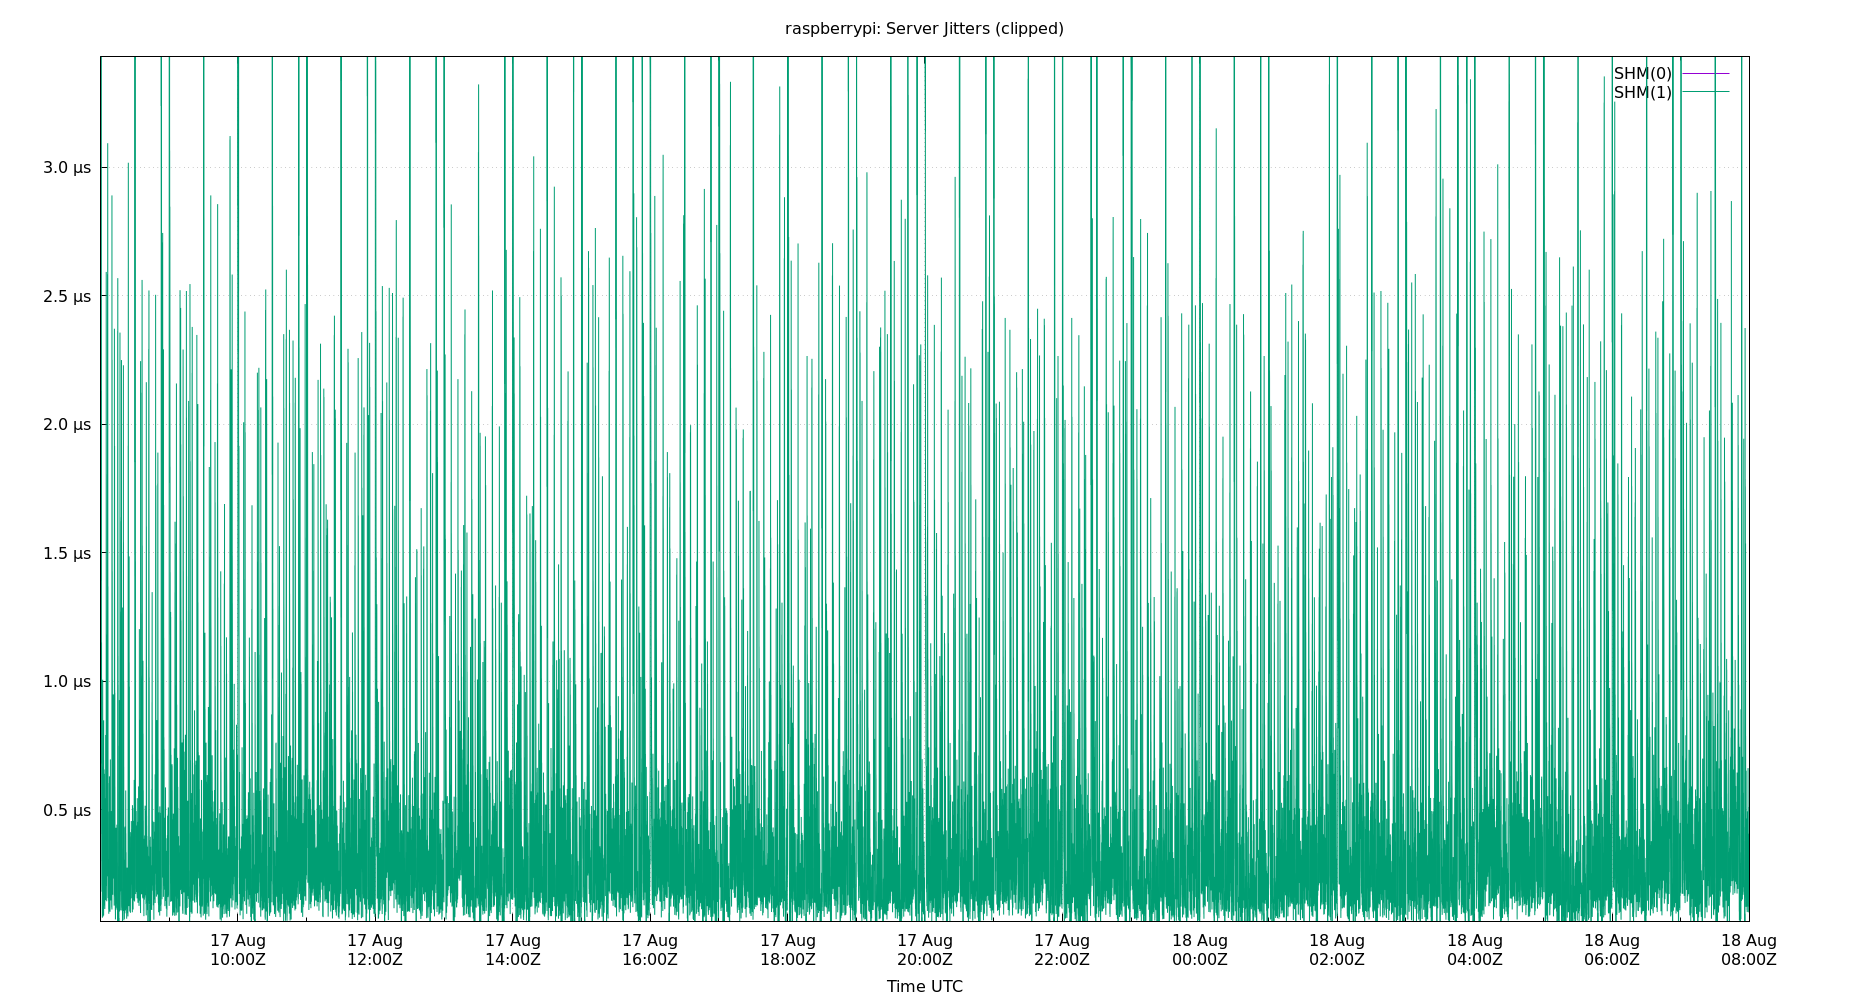 raspberrypi: Server Jitters (clipped)
SHM(0)
SHM(1)
3.0 µs
2.5 µs
2.0 µs
1.5 µs
1.0 µs
0.5 µs
17 Aug 17 Aug 17 Aug 17 Aug 17 Aug 17 Aug 17 Aug 18 Aug 18 Aug 18 Aug 18 Aug 18 Aug
10:00Z 12:00Z 14:00Z 16:00Z 18:00Z 20:00Z 22:00Z 00:00Z 02:00Z 04:00Z 06:00Z 08:00Z
Time UTC